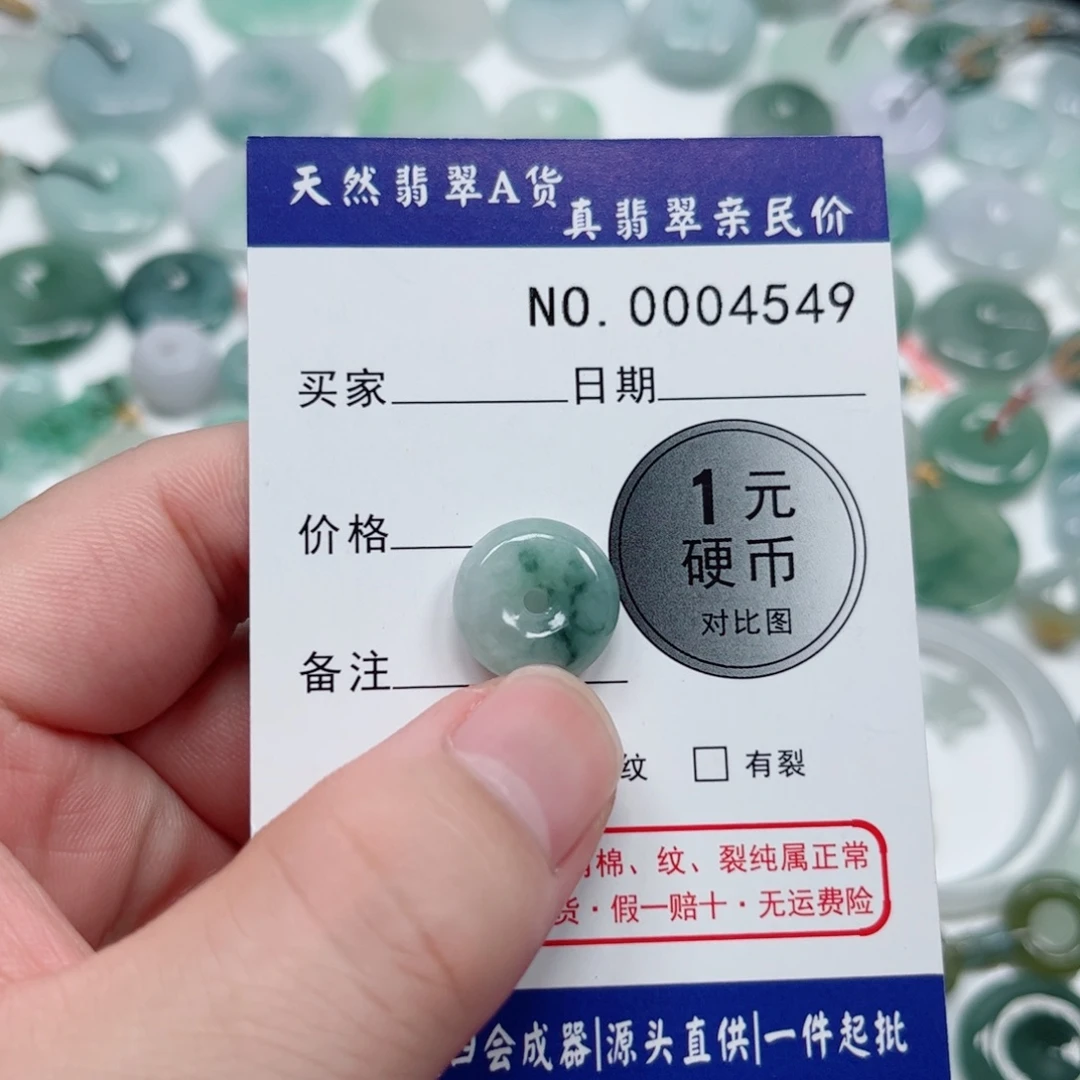 天然翡翠A货
真翡翠亲民价
NO. 0004549
买家 日期
价格
1元
硬币
对比图
备注
纹 □ 有裂
棉、纹、裂纯属正常
货·假一赔十·无运费险
会成器|源头直供|一件起批